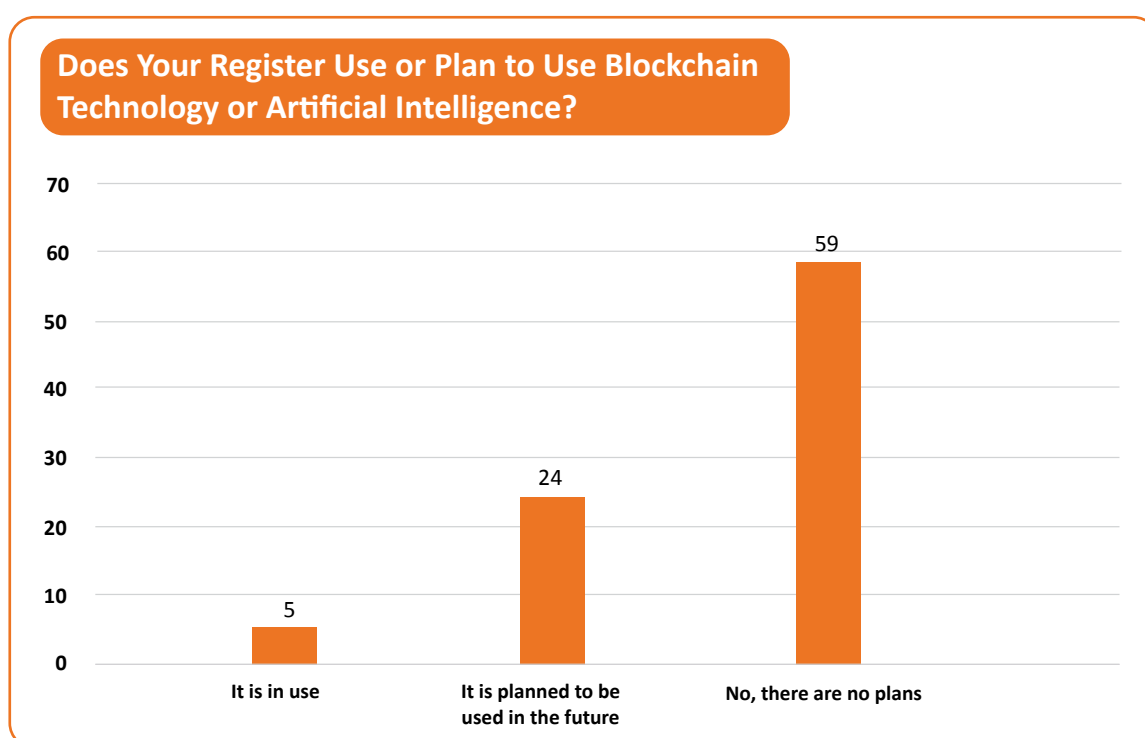 Does Your Register Use or Plan to Use Blockchain
Technology or Artificial Intelligence?
70
60
59
50
40
30
24
20
10
5
0
It is in use
It is planned to be
used in the future
No, there are no plans